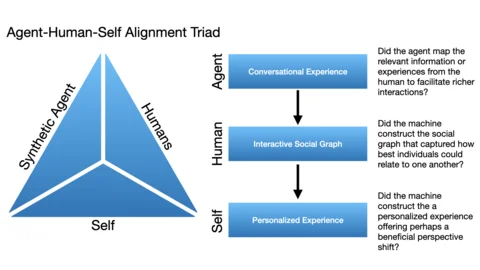 Agent-Human-Self Alignment Triad
Synthetic Agent
Humans
Self
Agent
Conversational Experience
Did the agent map the
relevant information or
experiences from the
human to facilitate richer
interactions?
Human
Interactive Social Graph
Did the machine
construct the social
graph that captured how
best individuals could
relate to one another?
Self
Personalized Experience
Did the machine
construct the a
personalized experience
offering perhaps a
beneficial perspective
shift?